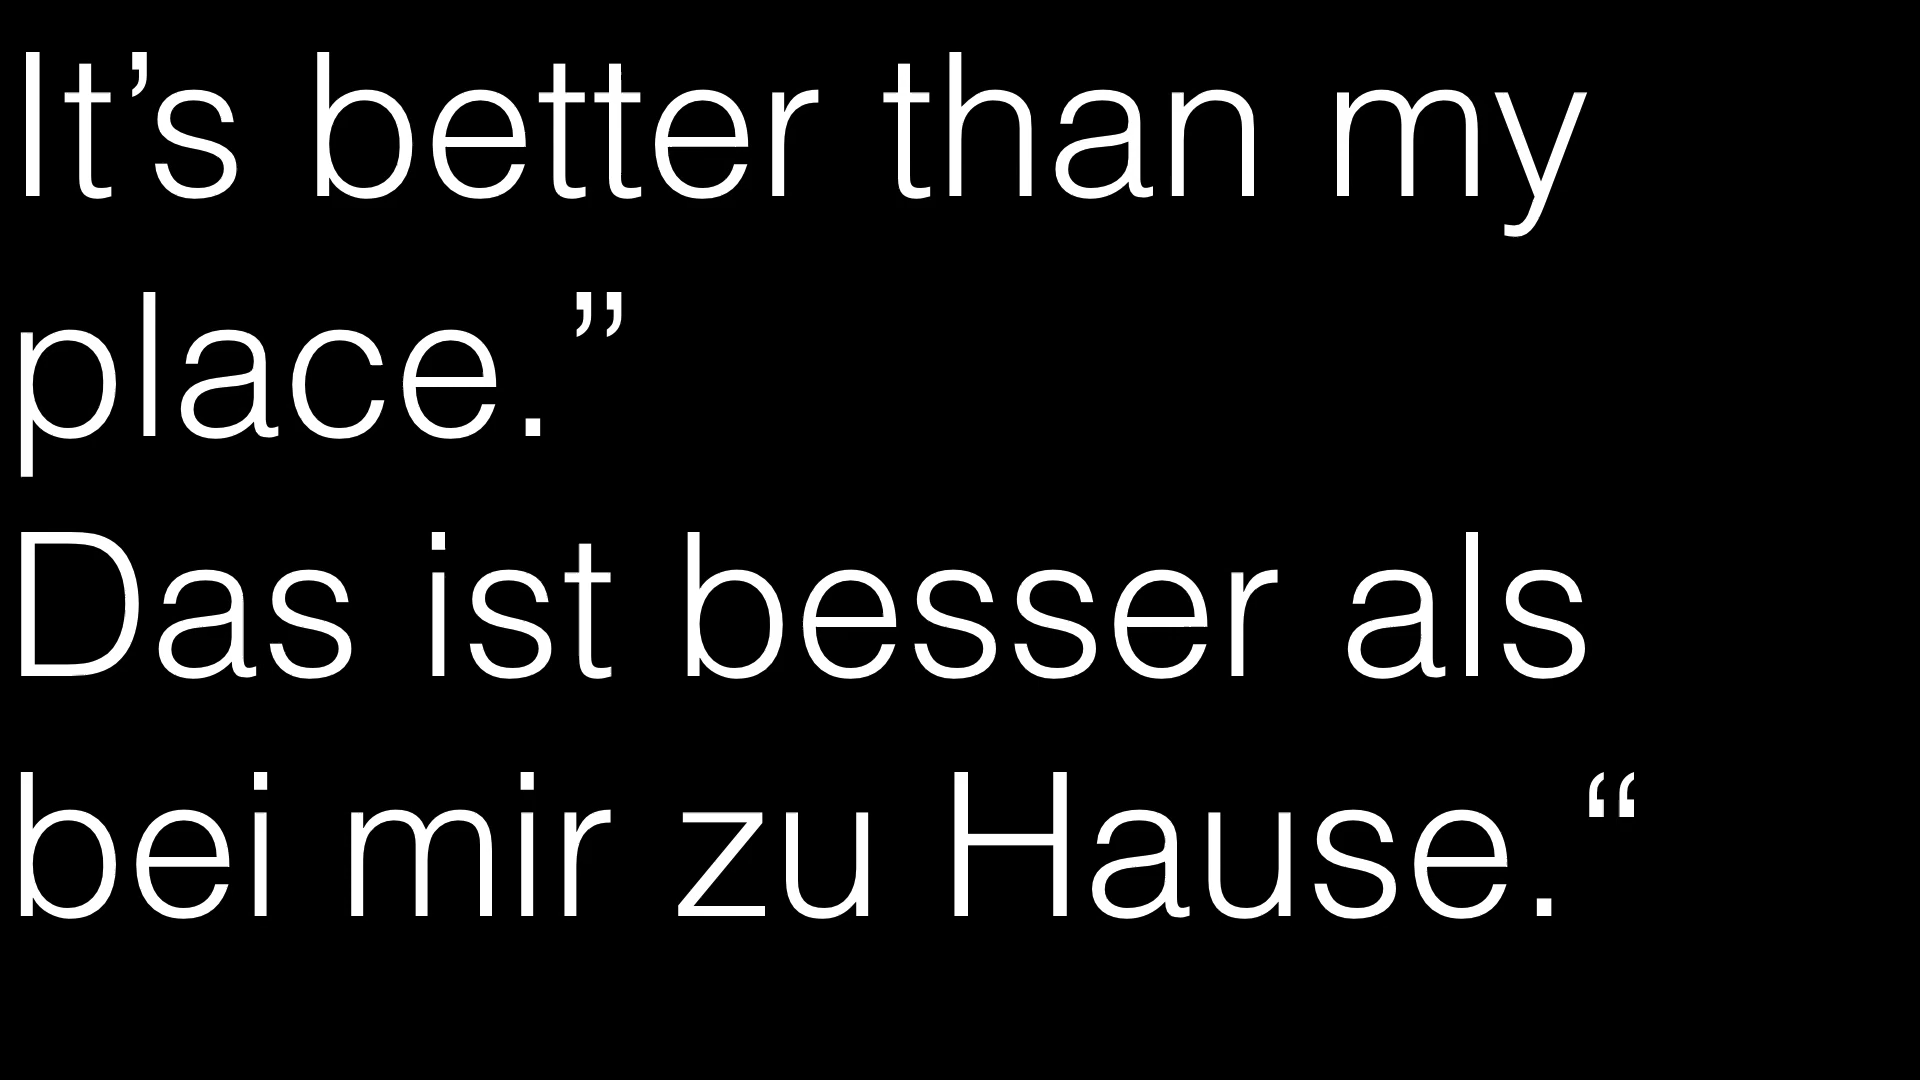 It’s better than my
place.”
Das ist besser als
bei mir zu Hause.“